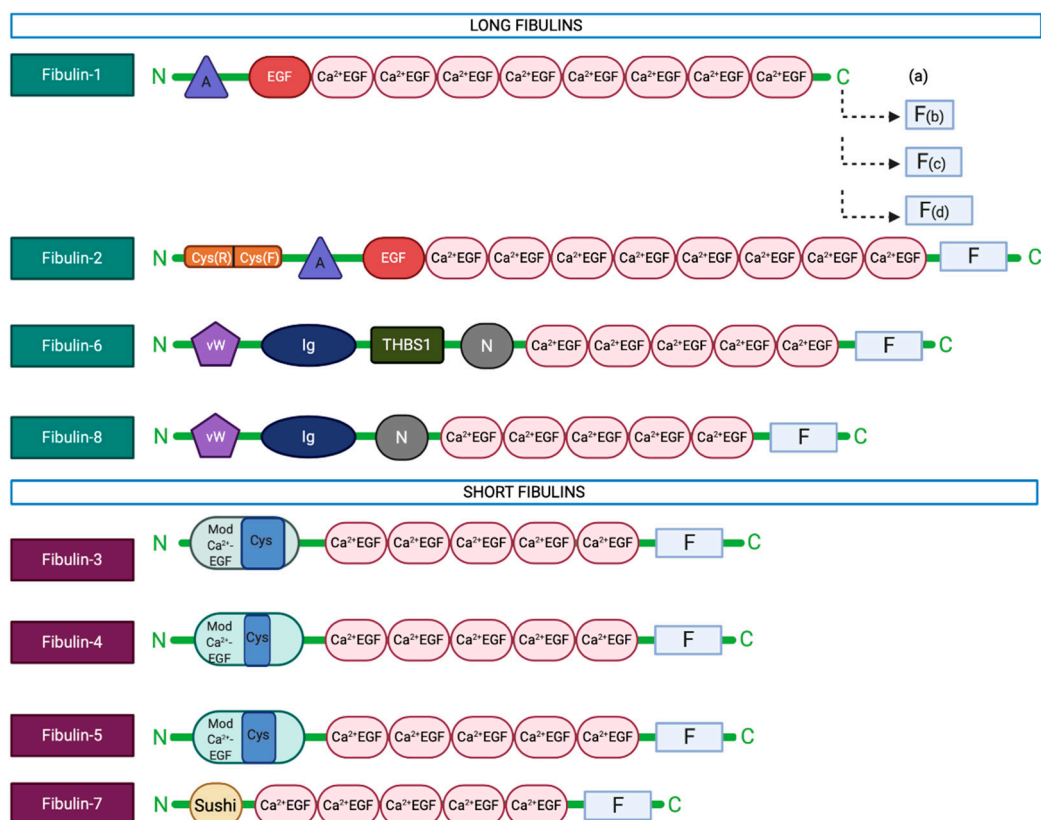 LONG FIBULINS
Fibulin-1 N A EGF Ca²⁺EGF Ca²⁺EGF Ca²⁺EGF Ca²⁺EGF Ca²⁺EGF Ca²⁺EGF Ca²⁺EGF Ca²⁺EGF C (a)
F(b)
F(c)
F(d)
Fibulin-2 N Cys(R) Cys(F) A EGF Ca²⁺EGF Ca²⁺EGF Ca²⁺EGF Ca²⁺EGF Ca²⁺EGF Ca²⁺EGF Ca²⁺EGF Ca²⁺EGF F C
Fibulin-6 N vW Ig THBS1 N Ca²⁺EGF Ca²⁺EGF Ca²⁺EGF Ca²⁺EGF Ca²⁺EGF F C
Fibulin-8 N vW Ig N Ca²⁺EGF Ca²⁺EGF Ca²⁺EGF Ca²⁺EGF Ca²⁺EGF F C
SHORT FIBULINS
Fibulin-3 N Mod Ca²⁺-EGF Cys Ca²⁺EGF Ca²⁺EGF Ca²⁺EGF Ca²⁺EGF Ca²⁺EGF F C
Fibulin-4 N Mod Ca²⁺-EGF Cys Ca²⁺EGF Ca²⁺EGF Ca²⁺EGF Ca²⁺EGF Ca²⁺EGF F C
Fibulin-5 N Mod Ca²⁺-EGF Cys Ca²⁺EGF Ca²⁺EGF Ca²⁺EGF Ca²⁺EGF Ca²⁺EGF F C
Fibulin-7 N Sushi Ca²⁺EGF Ca²⁺EGF Ca²⁺EGF Ca²⁺EGF Ca²⁺EGF F C